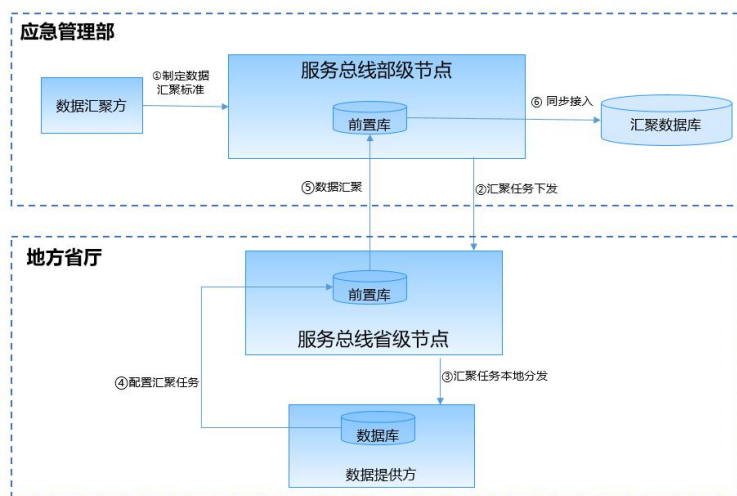 应急管理部
服务总线部级节点
①制定数据
汇聚标准
数据汇聚方
前置库
⑥ 同步接入
汇聚数据库
⑤数据汇聚
②汇聚任务下发
地方省厅
前置库
服务总线省级节点
③汇聚任务本地分发
④配置汇聚任务
数据库
数据提供方